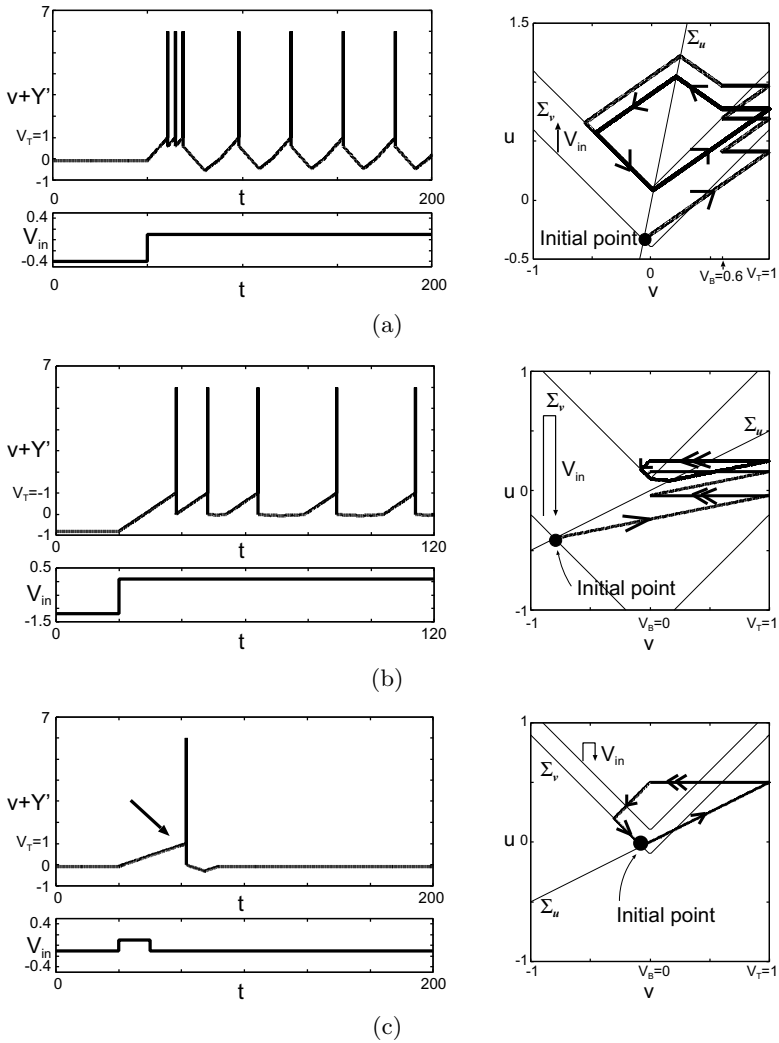 7
v+Y'
V_T=1
0
-1
0
t
200
0.4
V_in
-0.4
0
t
200
1.5
Σ_u
Σ_v
V_in
u
0
Initial point
-0.5
-1
0
V_B=0.6
V_T=1
v
(a)
7
v+Y'
V_T=-1
0
-1
0
t
120
V_in
-1.5
0
t
120
1
Σ_v
Σ_u
V_in
u
0
Initial point
-1
-1
V_B=0
V_T=1
v
(b)
7
v+Y'
V_T=1
0
-1
0
t
200
0.4
V_in
-0.4
0
t
200
1
V_in
Σ_v
u
0
Σ_u
Initial point
-1
-1
V_B=0
V_T=1
v
(c)